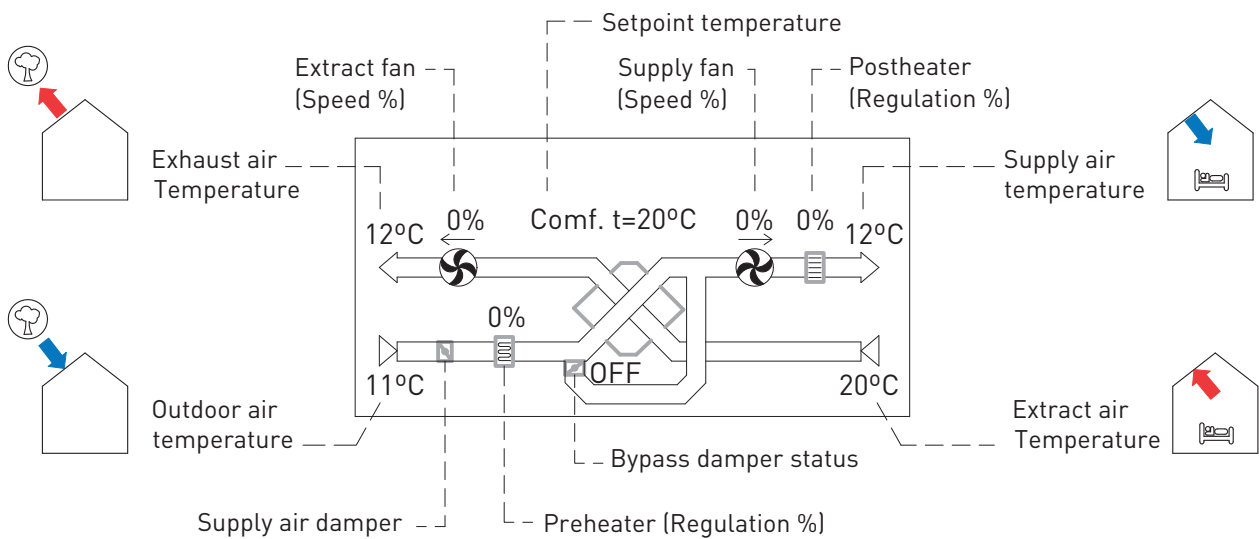 Setpoint temperature
Extract fan
(Speed %)
Supply fan
(Speed %)
Postheater
(Regulation %)
Exhaust air
Temperature
Supply air
temperature
12ºC
0%
Comf. t=20ºC
0%
0%
12ºC
0%
OFF
11ºC
20ºC
Outdoor air
temperature
Extract air
Temperature
Bypass damper status
Supply air damper
Preheater (Regulation %)